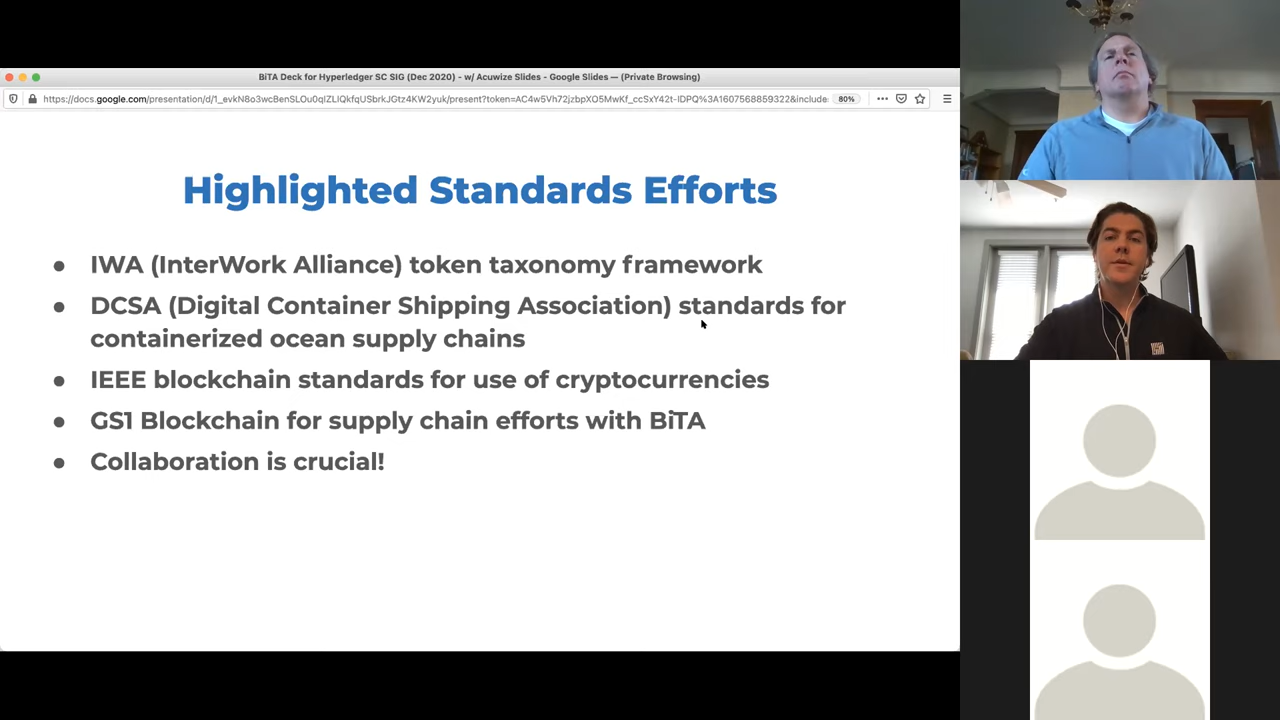 BiTA Deck for Hyperledger SC SIG (Dec 2020) - w/ Acuwize Slides - Google Slides — (Private Browsing)
80%
Highlighted Standards Efforts
● IWA (InterWork Alliance) token taxonomy framework
● DCSA (Digital Container Shipping Association) standards for
containerized ocean supply chains
● IEEE blockchain standards for use of cryptocurrencies
● GS1 Blockchain for supply chain efforts with BiTA
● Collaboration is crucial!